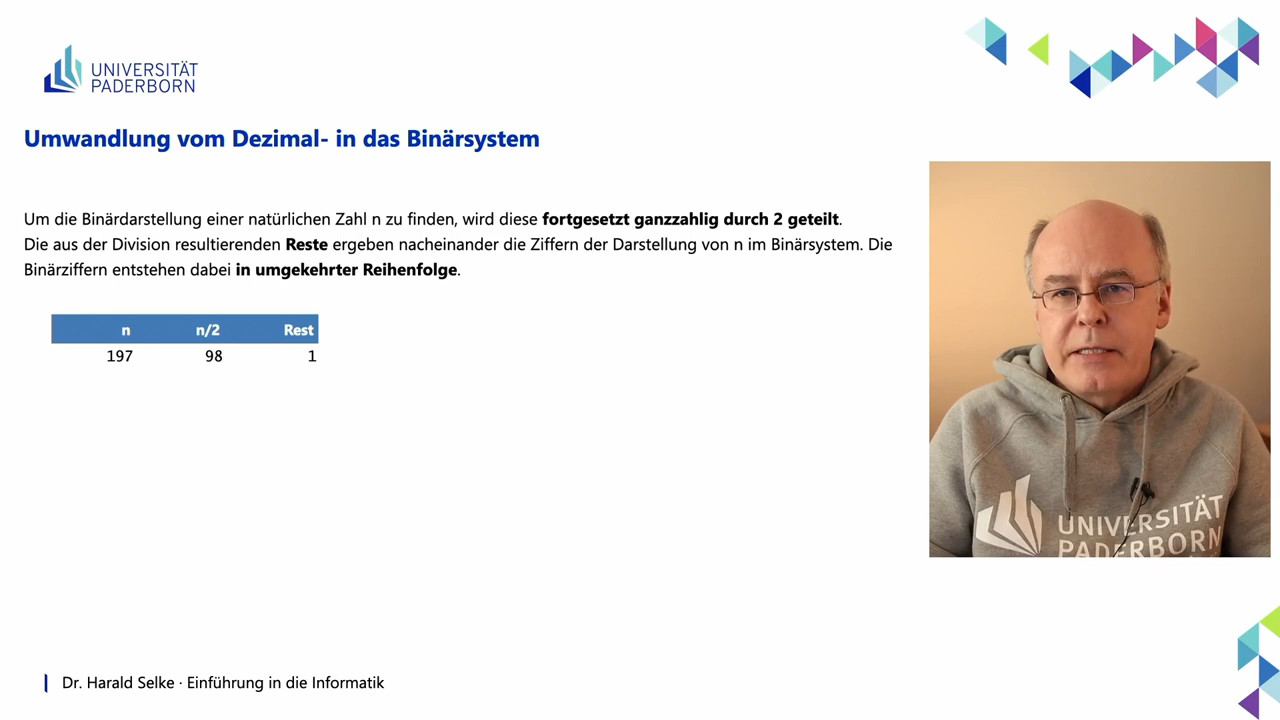 UNIVERSITÄT
PADERBORN
Umwandlung vom Dezimal- in das Binärsystem
Um die Binärdarstellung einer natürlichen Zahl n zu finden, wird diese fortgesetzt ganzzahlig durch 2 geteilt.
Die aus der Division resultierenden Reste ergeben nacheinander die Ziffern der Darstellung von n im Binärsystem. Die
Binärziffern entstehen dabei in umgekehrter Reihenfolge.
n n/2 Rest
197 98 1
UNIVERSITÄT
PADERBORN
Dr. Harald Selke · Einführung in die Informatik